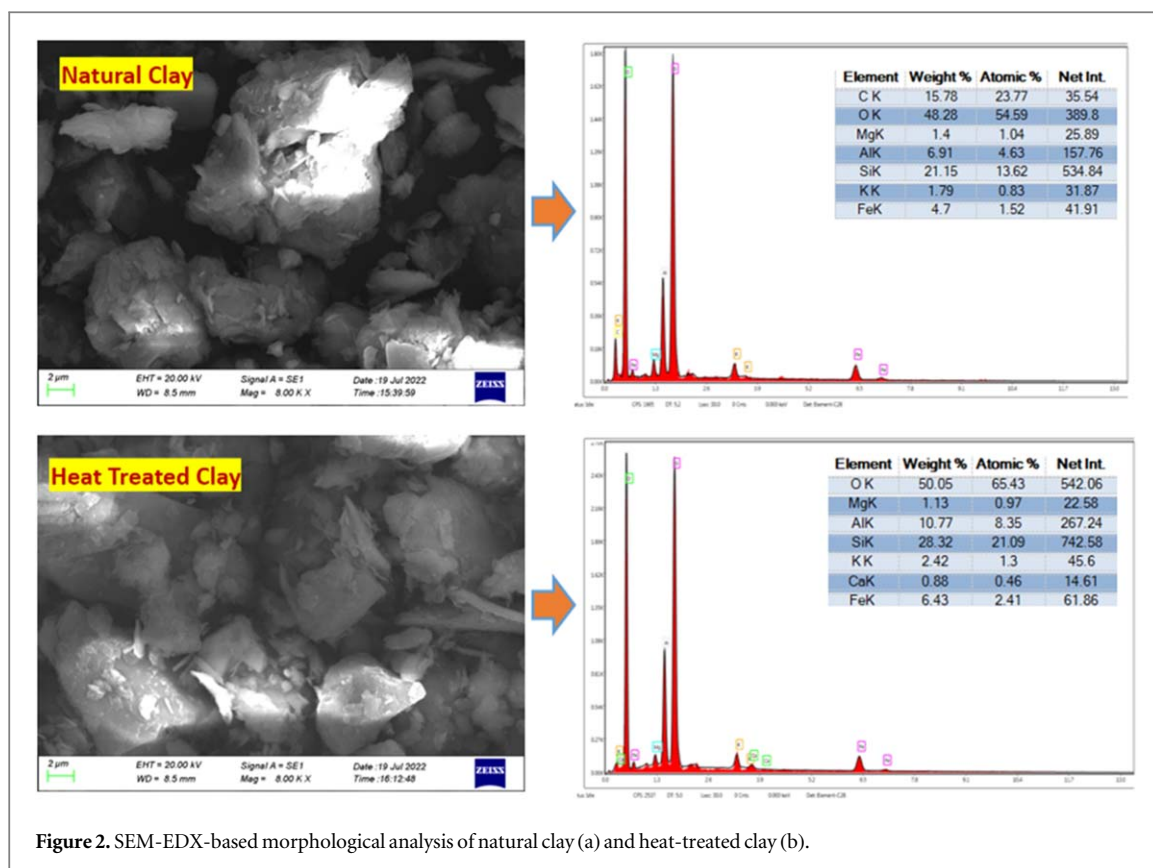 Natural Clay
2 μm
EHT = 20.00 kV
WD = 8.5 mm
Signal A = SE1
Mag = 8.00 K X
Date :19 Jul 2022
Time :15:39:59
ZEISS
Element Weight % Atomic % Net Int.
C K 15.78 23.77 35.54
O K 48.28 54.59 389.8
MgK 1.4 1.04 25.89
AlK 6.91 4.63 157.76
SiK 21.15 13.62 534.84
K K 1.79 0.83 31.87
FeK 4.7 1.52 41.91
Heat Treated Clay
2 μm
EHT = 20.00 kV
WD = 8.5 mm
Signal A = SE1
Mag = 8.00 K X
Date :19 Jul 2022
Time :16:12:48
ZEISS
Element Weight % Atomic % Net Int.
O K 50.05 65.43 542.06
MgK 1.13 0.97 22.58
AlK 10.77 8.35 267.24
SiK 28.32 21.09 742.58
K K 2.42 1.3 45.6
CaK 0.88 0.46 14.61
FeK 6.43 2.41 61.86
Figure 2. SEM-EDX-based morphological analysis of natural clay (a) and heat-treated clay (b).